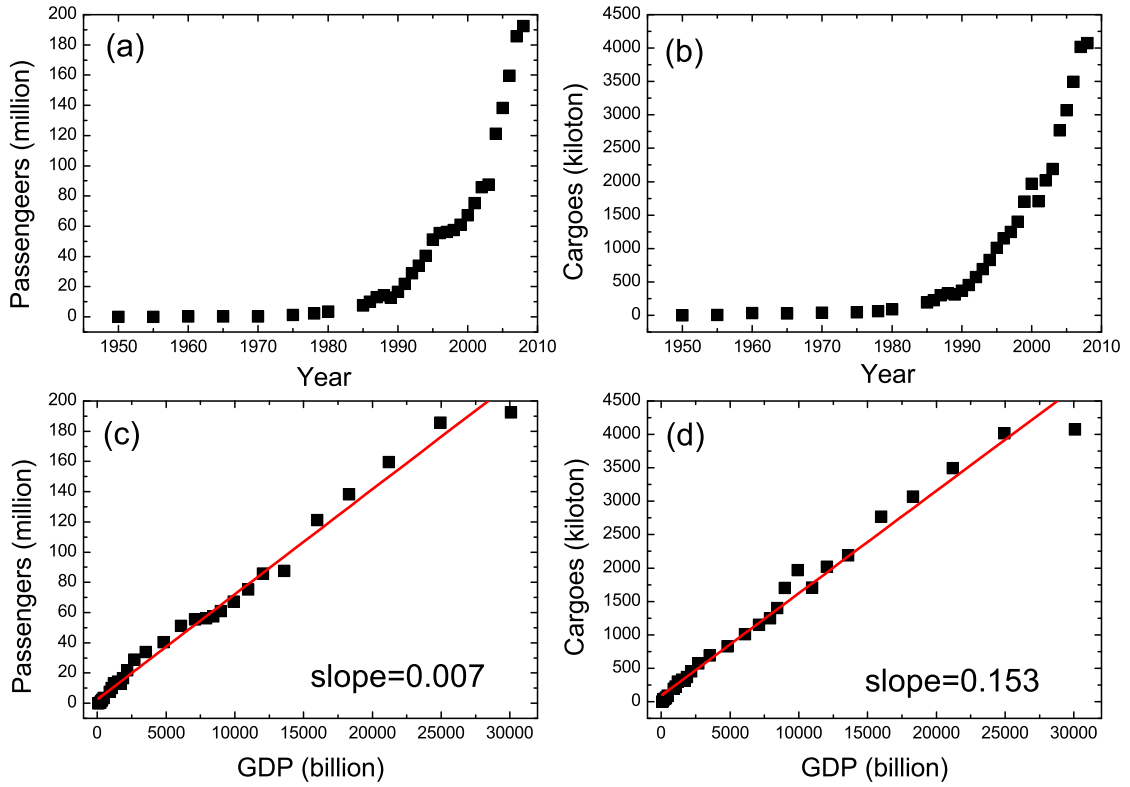 (a)
Passengeers (million)
200
180
160
140
120
100
80
60
40
20
0
1950 1960 1970 1980 1990 2000 2010
Year
(b)
Cargoes (kiloton)
4500
4000
3500
3000
2500
2000
1500
1000
500
0
1950 1960 1970 1980 1990 2000 2010
Year
(c)
Passengers (million)
200
180
160
140
120
100
80
60
40
20
0
slope=0.007
0 5000 10000 15000 20000 25000 30000
GDP (billion)
(d)
Cargoes (kiloton)
4500
4000
3500
3000
2500
2000
1500
1000
500
0
slope=0.153
0 5000 10000 15000 20000 25000 30000
GDP (billion)